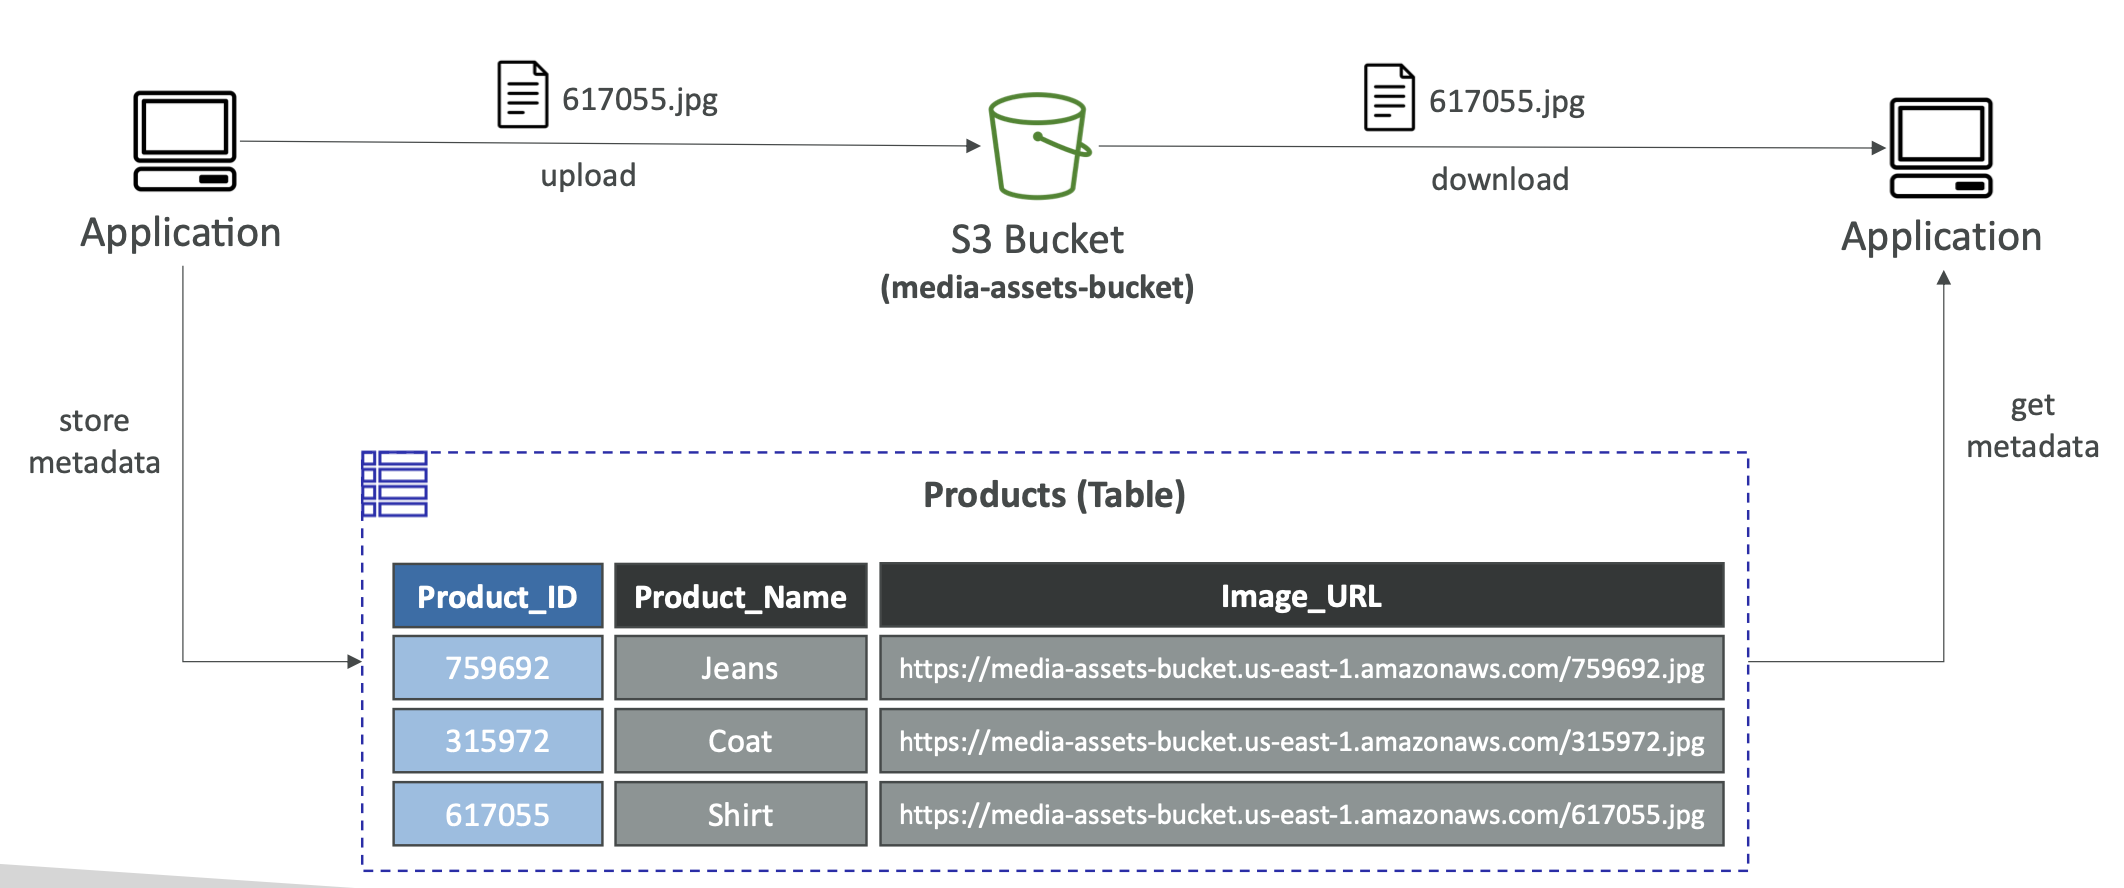 617055.jpg
upload
Application
S3 Bucket
(media-assets-bucket)
617055.jpg
download
Application
store
metadata
get
metadata
Products (Table)
Product_ID Product_Name Image_URL
759692 Jeans https://media-assets-bucket.us-east-1.amazonaws.com/759692.jpg
315972 Coat https://media-assets-bucket.us-east-1.amazonaws.com/315972.jpg
617055 Shirt https://media-assets-bucket.us-east-1.amazonaws.com/617055.jpg